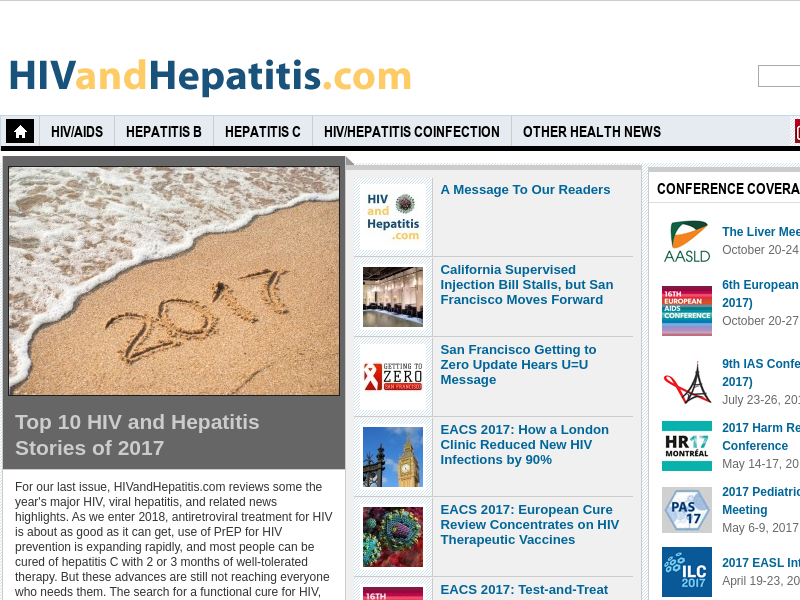 HIVandHepatitis.com
HIV/AIDS
HEPATITIS B
HEPATITIS C
HIV/HEPATITIS COINFECTION
OTHER HEALTH NEWS
2017
Top 10 HIV and Hepatitis
Stories of 2017
For our last issue, HIVandHepatitis.com reviews some the
year's major HIV, viral hepatitis, and related news
highlights. As we enter 2018, antiretroviral treatment for HIV
is about as good as it can get, use of PrEP for HIV
prevention is expanding rapidly, and most people can be
cured of hepatitis C with 2 or 3 months of well-tolerated
therapy. But these advances are still not reaching everyone
who needs them. The search for a functional cure for HIV,
HIV
and
Hepatitis
.com
A Message To Our Readers
California Supervised
Injection Bill Stalls, but San
Francisco Moves Forward
GETTING TO
ZERO
SAN FRANCISCO
San Francisco Getting to
Zero Update Hears U=U
Message
EACS 2017: How a London
Clinic Reduced New HIV
Infections by 90%
EACS 2017: European Cure
Review Concentrates on HIV
Therapeutic Vaccines
16TH
EACS 2017: Test-and-Treat
CONFERENCE COVERA
AASLD
The Liver Mee
October 20-24
16TH
EUROPEAN
AIDS
CONFERENCE
6th European
2017)
October 20-27
9th IAS Confe
2017)
July 23-26, 201
HR17
MONTRÉAL
2017 Harm Re
Conference
May 14-17, 20
PAS
17
2017 Pediatric
Meeting
May 6-9, 2017
ILC
2017
2017 EASL Int
April 19-23, 20